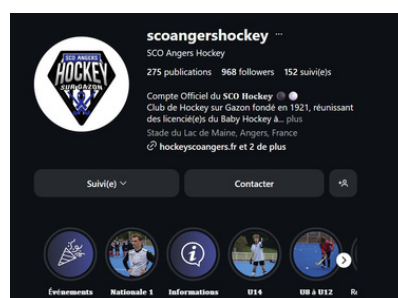 scoangershockey ...
SCO Angers Hockey
275 publications 968 followers 152 suivi(e)s
Compte Officiel du SCO Hockey
Club de Hockey sur Gazon fondé en 1921, réunissant
des licencié(e)s du Baby Hockey à... plus
Stade du Lac de Maine, Angers, France
hockeyscoangers.fr et 2 de plus
SCO ANGERS
HOCKEY
SUR GAZON
Suivi(e)
Contacter
Événements Nationale 1 Informations U14 U8 à U12